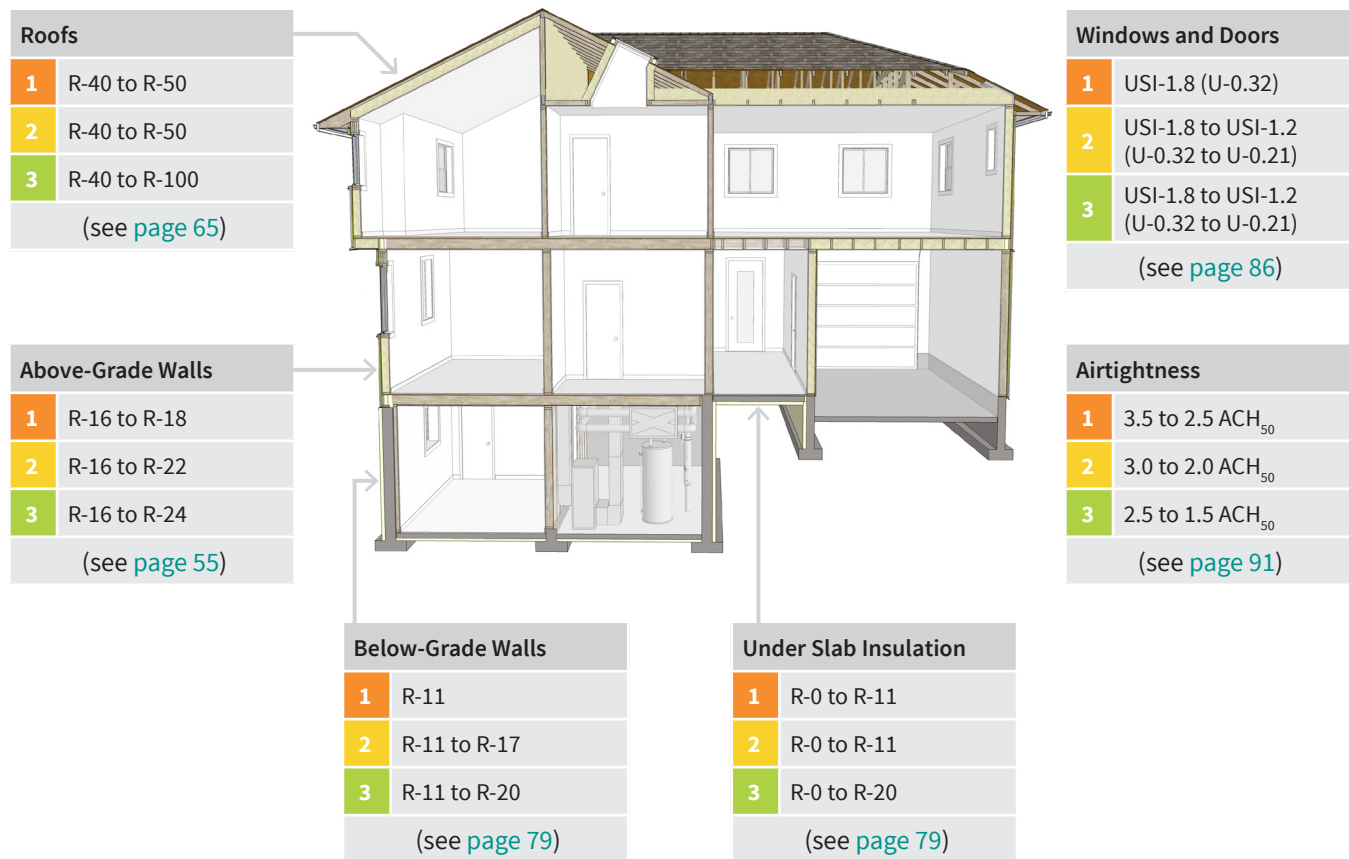 Roofs
1 R-40 to R-50
2 R-40 to R-50
3 R-40 to R-100
(see page 65)
Above-Grade Walls
1 R-16 to R-18
2 R-16 to R-22
3 R-16 to R-24
(see page 55)
Below-Grade Walls
1 R-11
2 R-11 to R-17
3 R-11 to R-20
(see page 79)
Under Slab Insulation
1 R-0 to R-11
2 R-0 to R-11
3 R-0 to R-20
(see page 79)
Windows and Doors
1 USI-1.8 (U-0.32)
2 USI-1.8 to USI-1.2
(U-0.32 to U-0.21)
3 USI-1.8 to USI-1.2
(U-0.32 to U-0.21)
(see page 86)
Airtightness
1 3.5 to 2.5 ACH₅₀
2 3.0 to 2.0 ACH₅₀
3 2.5 to 1.5 ACH₅₀
(see page 91)